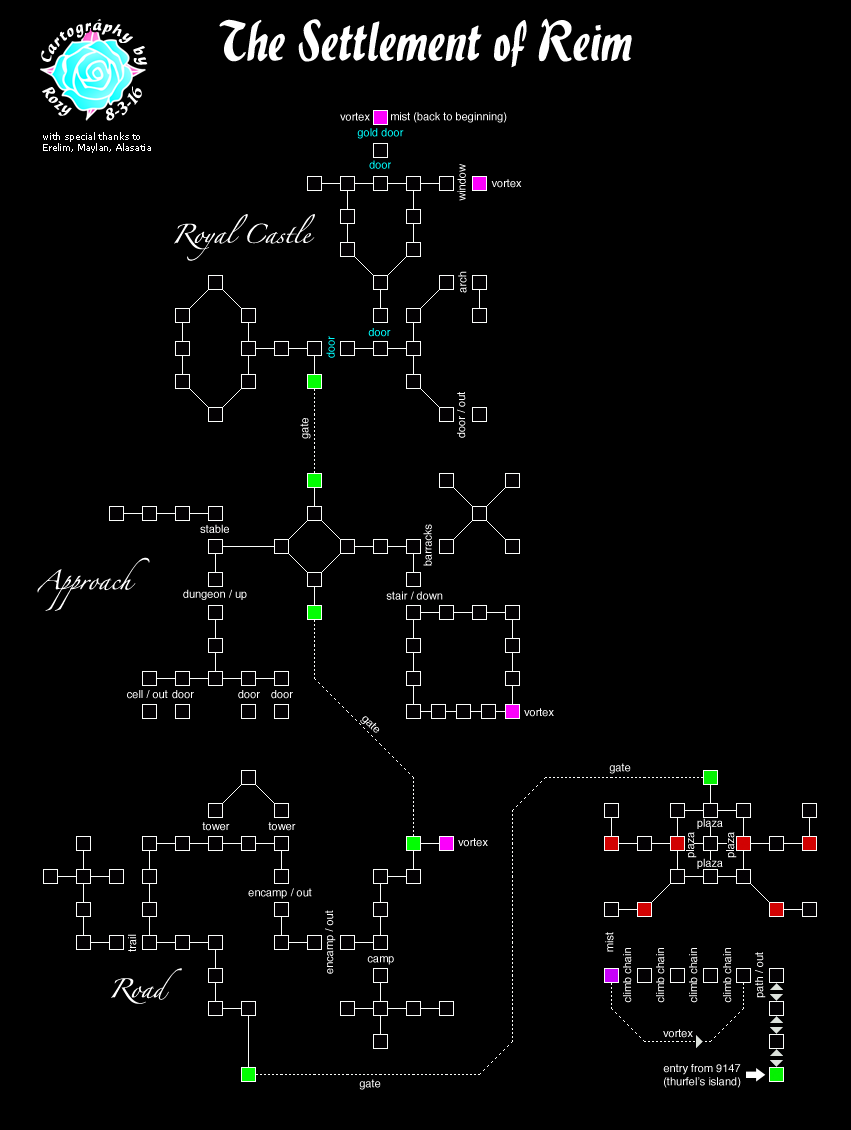 The Settlement of Reim
Cartography by
Rozy 8-3-16
with special thanks to
Erelim, Maylan, Alasatia
vortex mist (back to beginning)
gold door
door
window
vortex
Royal Castle
arch
door
door
door / out
gate
stable
barracks
Approach
dungeon / up
stair / down
cell / out door door door
vortex
gate
gate
tower tower
vortex
plaza
plaza
plaza
plaza
encamp / out
trail
encamp / out
camp
Road
mist
climb chain
climb chain
climb chain
climb chain
path / out
vortex
entry from 9147
(thurfel's island)
gate